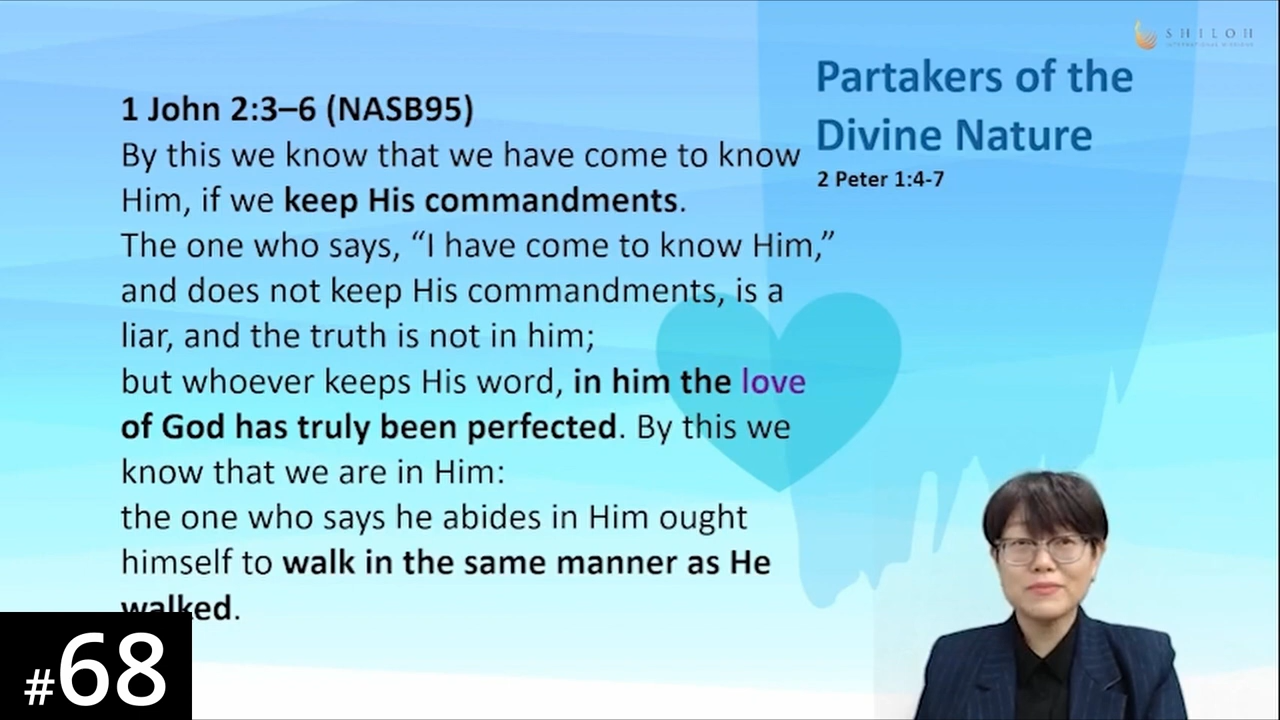 SHILOH
INTERNATIONAL MISSIONS
Partakers of the
Divine Nature
2 Peter 1:4-7
1 John 2:3–6 (NASB95)
By this we know that we have come to know
Him, if we keep His commandments.
The one who says, “I have come to know Him,”
and does not keep His commandments, is a
liar, and the truth is not in him;
but whoever keeps His word, in him the love
of God has truly been perfected. By this we
know that we are in Him:
the one who says he abides in Him ought
himself to walk in the same manner as He
walked.
#68